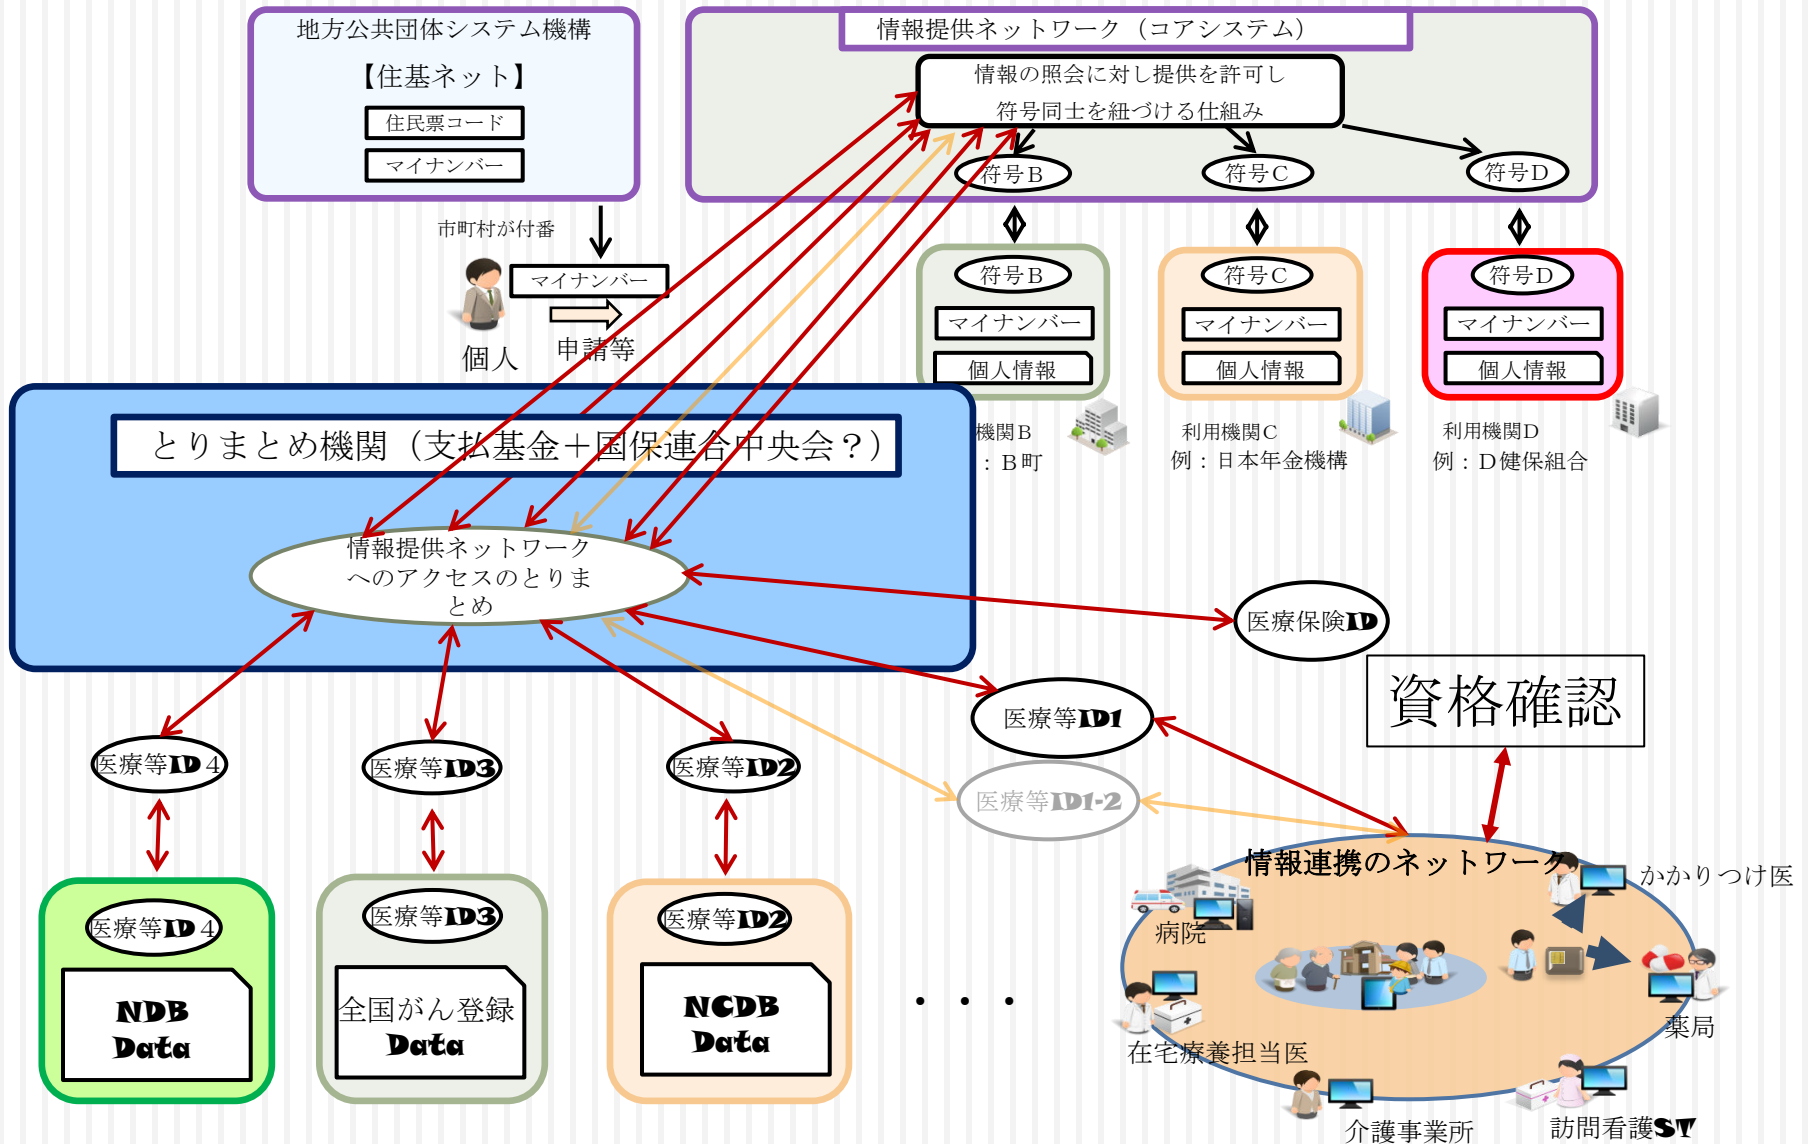 地方公共団体システム機構
【住基ネット】
住民票コード
マイナンバー
情報提供ネットワーク（コアシステム）
情報の照会に対し提供を許可し
符号同士を紐づける仕組み
符号B
符号C
符号D
市町村が付番
マイナンバー
個人
申請等
符号B
マイナンバー
個人情報
機関B
：B町
符号C
マイナンバー
個人情報
利用機関C
例：日本年金機構
符号D
マイナンバー
個人情報
利用機関D
例：D健保組合
とりまとめ機関（支払基金＋国保連合中央会？）
情報提供ネットワーク
へのアクセスのとりま
とめ
医療保険ID
資格確認
医療等ID1
医療等ID1-2
医療等ID４
医療等ID3
医療等ID2
医療等ID４
NDB
Data
医療等ID3
全国がん登録
Data
医療等ID2
NCDB
Data
・・・
情報連携のネットワーク
かかりつけ医
病院
薬局
在宅療養担当医
介護事業所
訪問看護ST